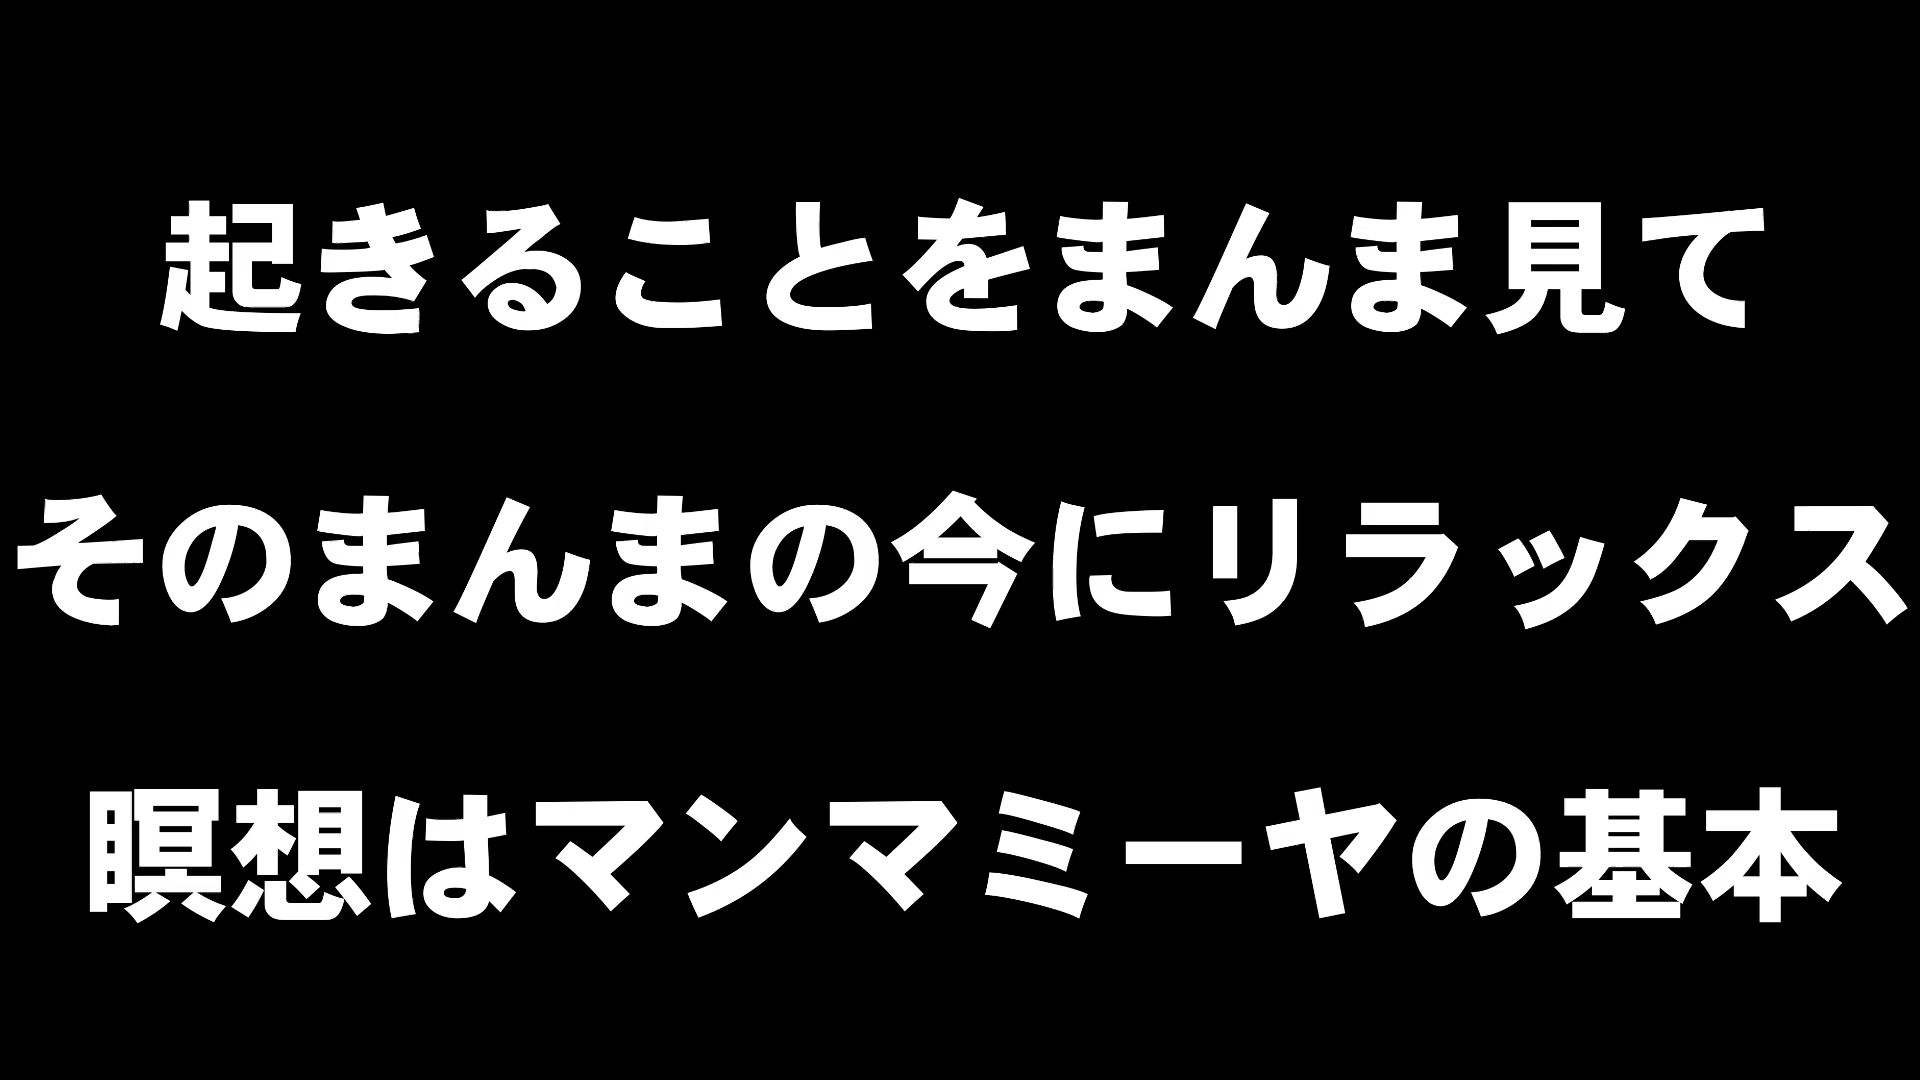 起きることをまんま見て
そのまんまの今にリラックス
瞑想はマンマミーヤの基本